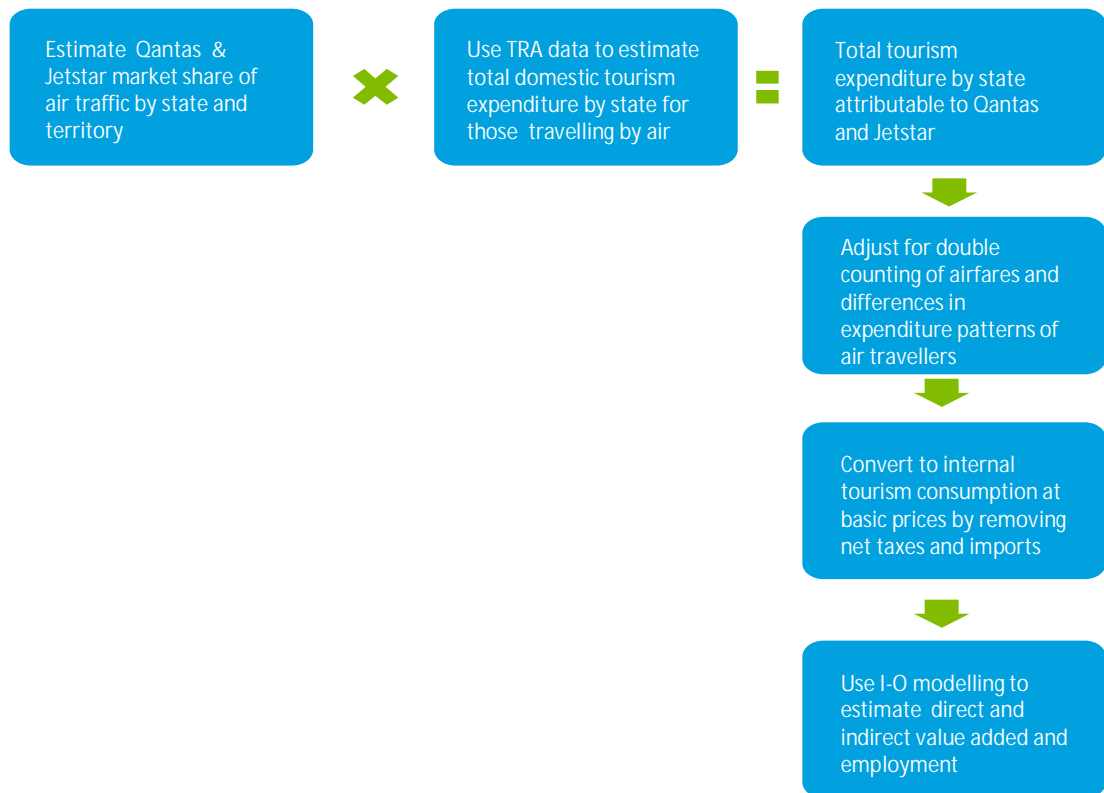 Estimate Qantas &
Jetstar market share of
air traffic by state and
territory
Use TRA data to estimate
total domestic tourism
expenditure by state for
those travelling by air
Total tourism
expenditure by state
attributable to Qantas
and Jetstar
Adjust for double
counting of airfares and
differences in
expenditure patterns of
air travellers
Convert to internal
tourism consumption at
basic prices by removing
net taxes and imports
Use I-O modelling to
estimate direct and
indirect value added and
employment